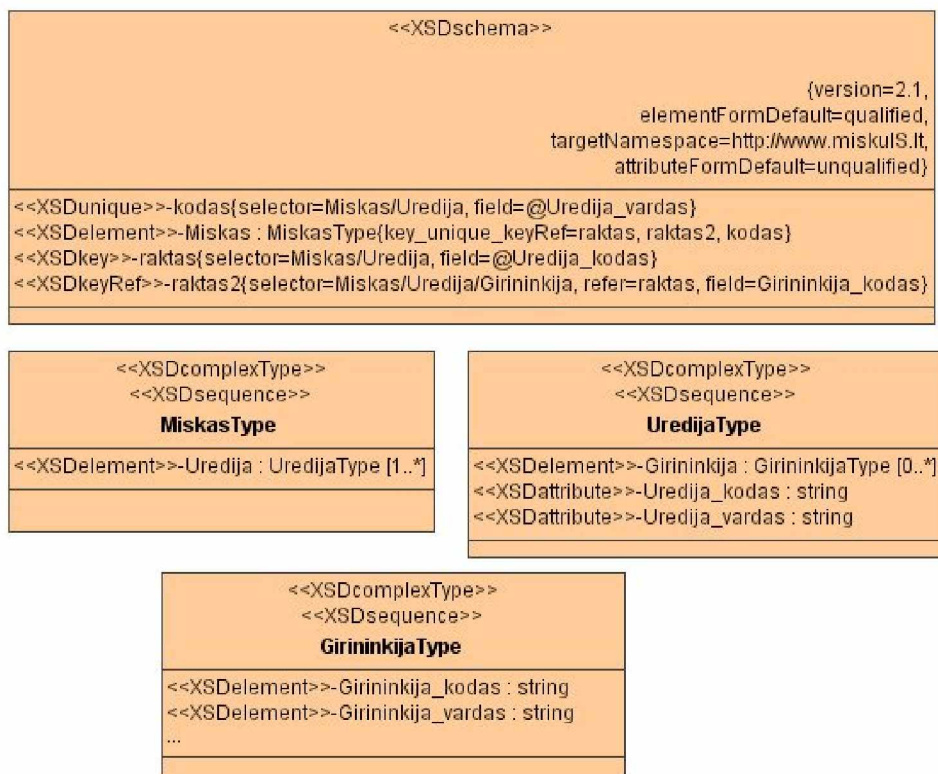 <<XSDschema>>
{version=2.1,
elementFormDefault=qualified,
targetNamespace=http://www.miskuIS.lt,
attributeFormDefault=unqualified}
<<XSDunique>>-kodas{selector=Miskas/Uredija, field=@Uredija_vardas}
<<XSDelement>>-Miskas : MiskasType{key_unique_keyRef=raktas, raktas2, kodas}
<<XSDkey>>-raktas{selector=Miskas/Uredija, field=@Uredija_kodas}
<<XSDkeyRef>>-raktas2{selector=Miskas/Uredija/Girininkija, refer=raktas, field=Girininkija_kodas}
<<XSDcomplexType>>
<<XSDsequence>>
MiskasType
<<XSDelement>>-Uredija : UredijaType [1..*]
<<XSDcomplexType>>
<<XSDsequence>>
UredijaType
<<XSDelement>>-Girininkija : GirininkijaType [0..*]
<<XSDattribute>>-Uredija_kodas : string
<<XSDattribute>>-Uredija_vardas : string
<<XSDcomplexType>>
<<XSDsequence>>
GirininkijaType
<<XSDelement>>-Girininkija_kodas : string
<<XSDelement>>-Girininkija_vardas : string
...